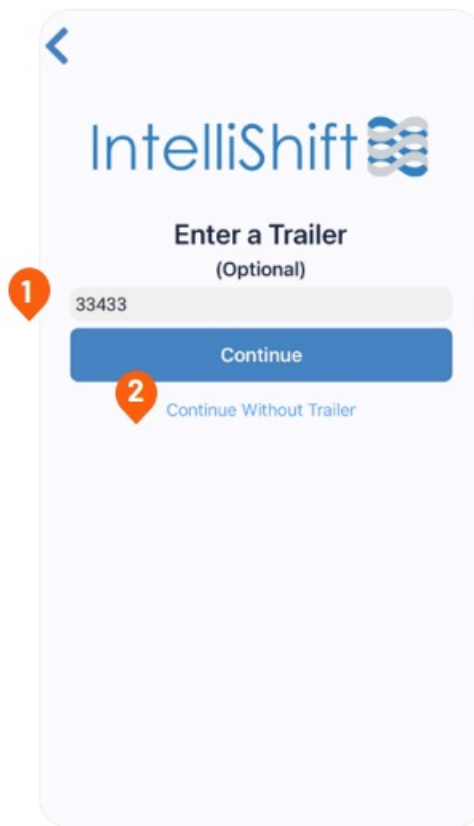 IntelliShift
Enter a Trailer
(Optional)
1
33433
Continue
2
Continue Without Trailer